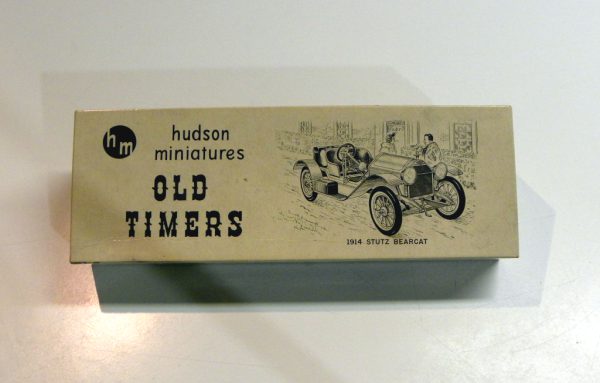 hm
hudson
miniatures
OLD
TIMERS
1914 STUTZ BEARCAT